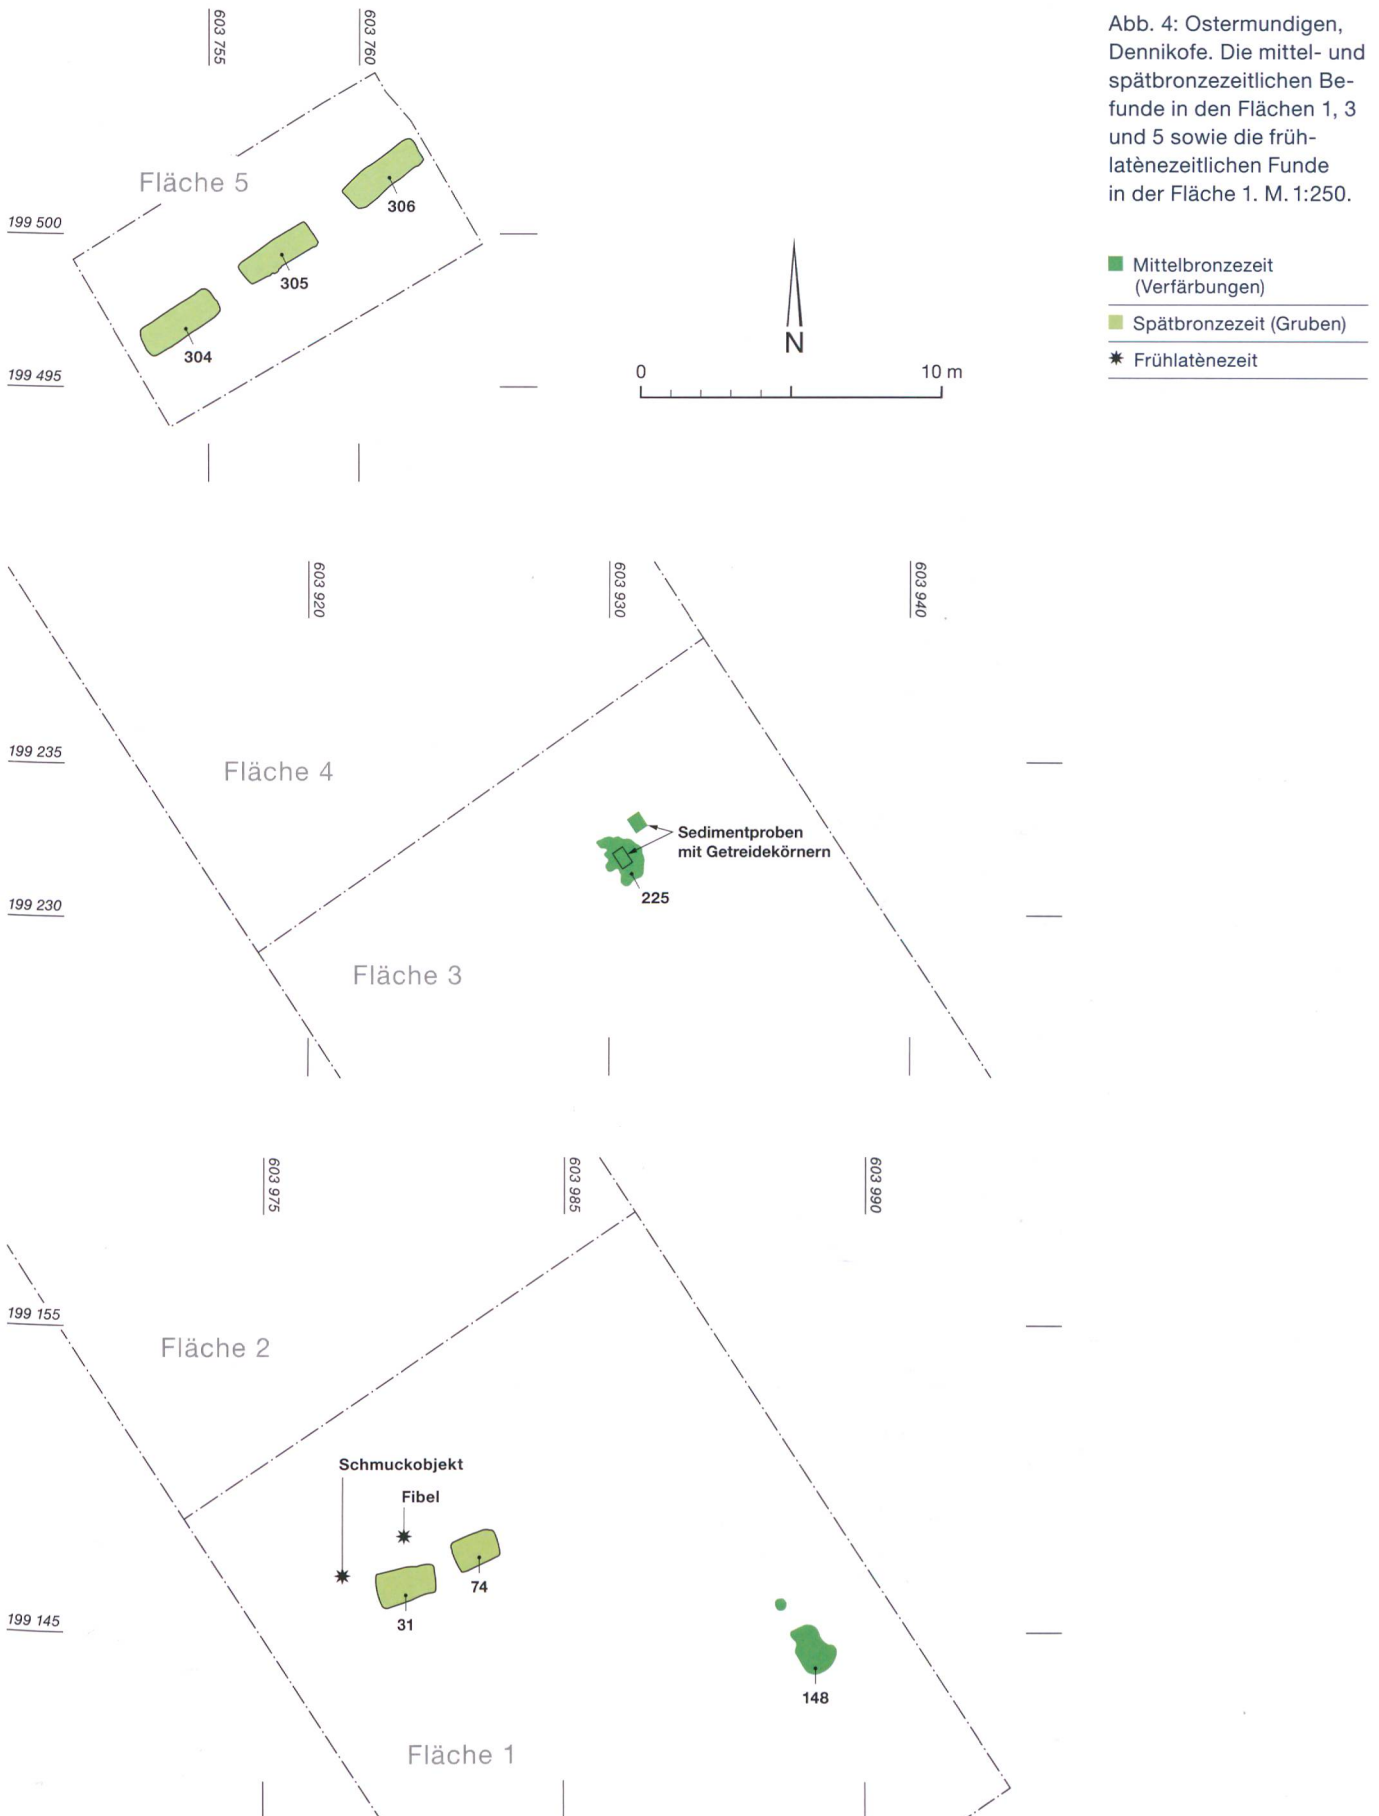 603 755
603 760
Abb. 4: Ostermundigen,
Dennikofe. Die mittel- und
spätbronzezeitlichen Be-
funde in den Flächen 1, 3
und 5 sowie die früh-
latènezeitlichen Funde
in der Fläche 1. M. 1:250.
Fläche 5
306
199 500
305
304
199 495
N
0
10 m
Mittelbronzezeit
(Verfärbungen)
Spätbronzezeit (Gruben)
Frühlatènezeit
603 920
603 930
603 940
199 235
Fläche 4
Sedimentproben
mit Getreidekörnern
225
199 230
Fläche 3
603 975
603 985
603 990
199 155
Fläche 2
Schmuckobjekt
Fibel
74
31
199 145
148
Fläche 1